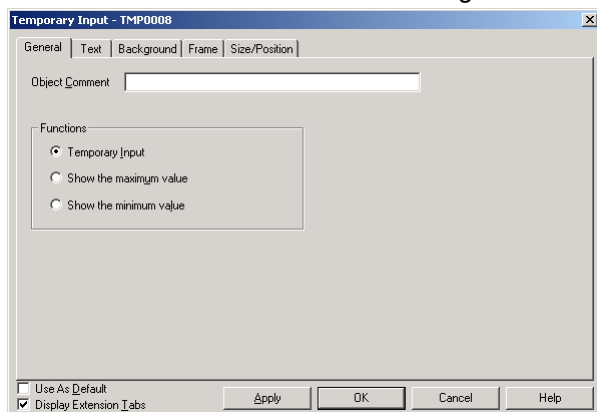 Temporary Input - TMP0008
General Text Background Frame Size/Position
Object Comment
Functions
Temporary Input
Show the maximum value
Show the minimum value
Use As Default
Display Extension Tabs
Apply OK Cancel Help